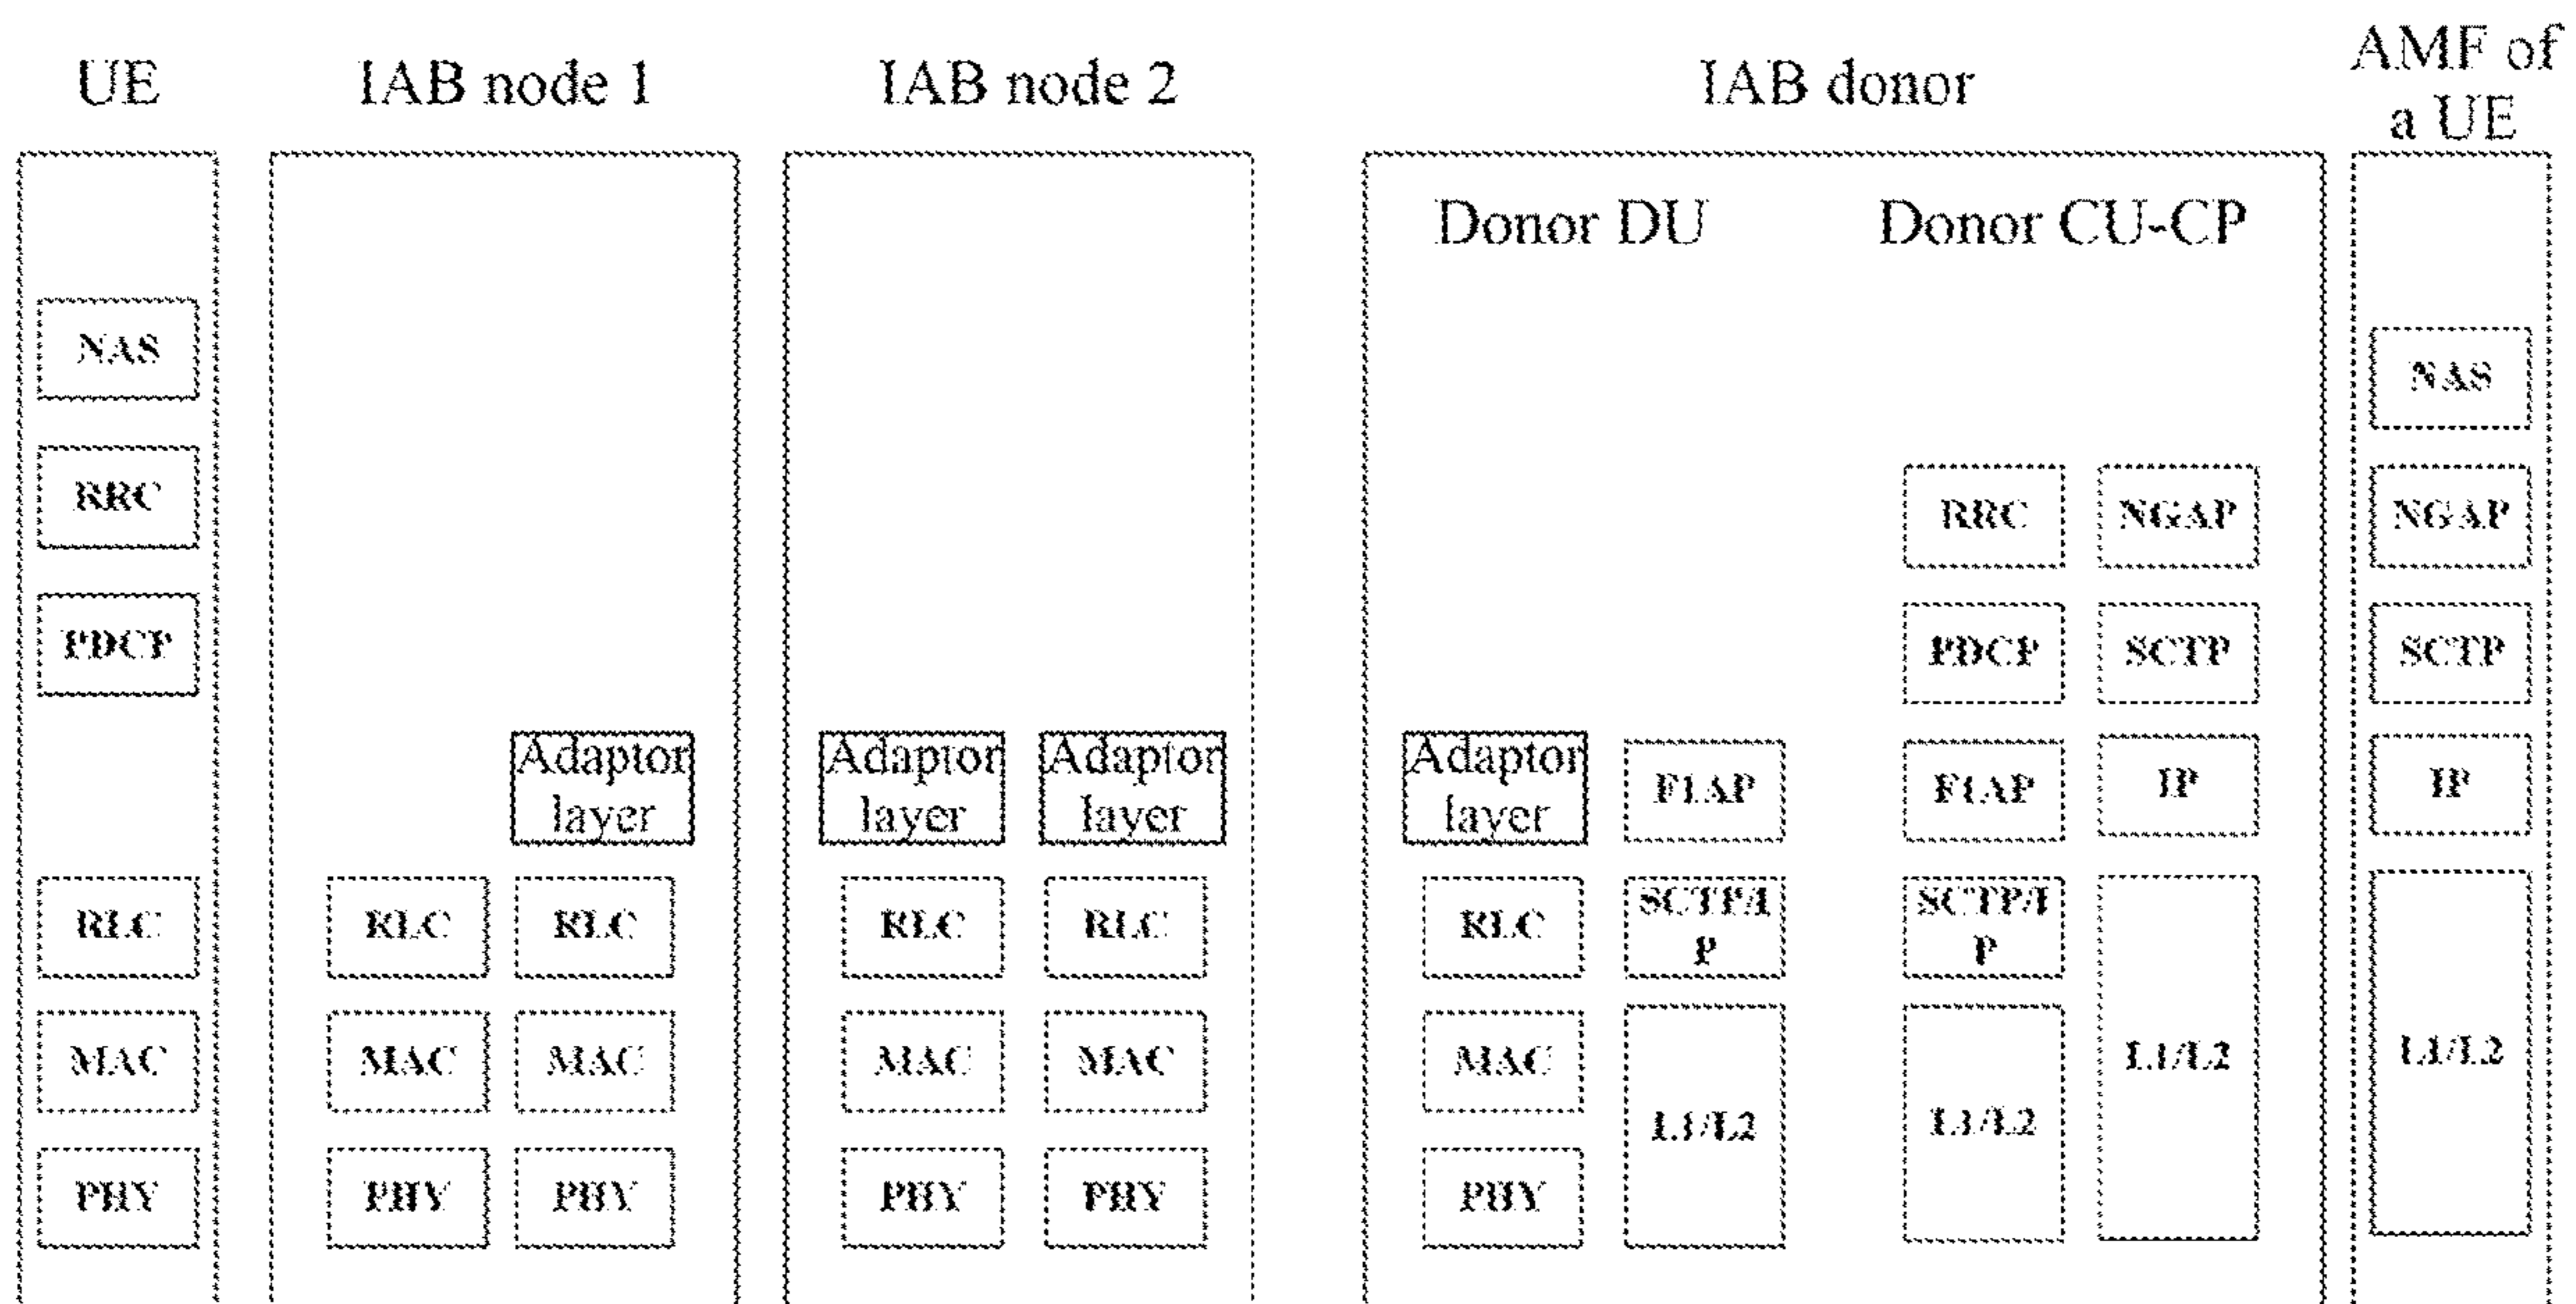 UE
IAB node 1
IAB node 2
IAB donor
AMF of
a UE
Donor DU
Donor CU-CP
NAS
NAS
RRC
RRC
NGAP
NGAP
PDCP
PDCP
SCTP
SCTP
Adaptor
layer
Adaptor
layer
Adaptor
layer
Adaptor
layer
F1AP
F1AP
IP
IP
RLC
RLC
RLC
RLC
RLC
RLC
SCTP/I
P
SCTP/I
P
MAC
MAC
MAC
MAC
MAC
MAC
L1/L2
L1/L2
L1/L2
L1/L2
PHY
PHY
PHY
PHY
PHY
PHY